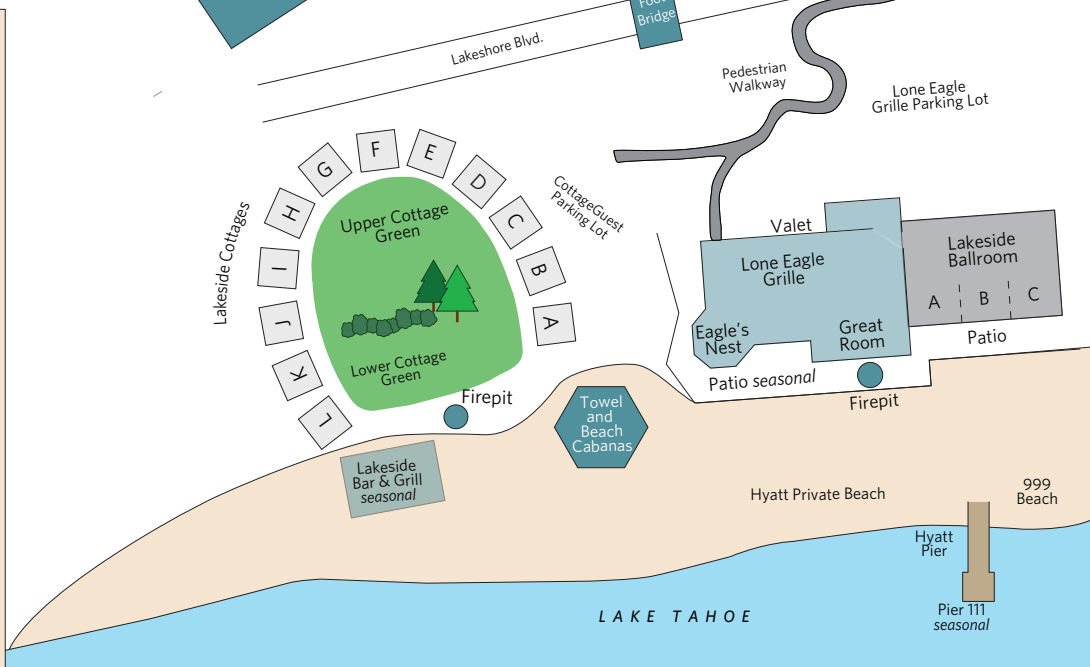 Foot
Bridge
Lakeshore Blvd.
Pedestrian
Walkway
Lone Eagle
Grille Parking Lot
F
E
G
D
H
C
I
B
J
A
K
L
Lakeside Cottages
CottageGuest
Parking Lot
Upper Cottage
Green
Lower Cottage
Green
Firepit
Valet
Lone Eagle
Grille
Lakeside
Ballroom
A B C
Eagle's
Nest
Great
Room
Patio
Patio seasonal
Firepit
Towel
and
Beach
Cabanas
Lakeside
Bar & Grill
seasonal
Hyatt Private Beach
999
Beach
Hyatt
Pier
Pier 111
seasonal
LAKE TAHOE